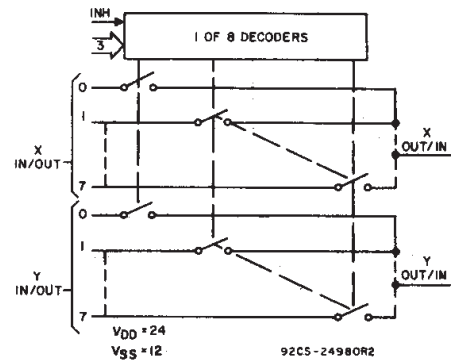 INH
3
1 OF 8 DECODERS
0
1
X
IN/OUT
7
X
OUT/IN
0
1
Y
IN/OUT
7
Y
OUT/IN
VDD = 24
VSS = 12
92CS-24980R2